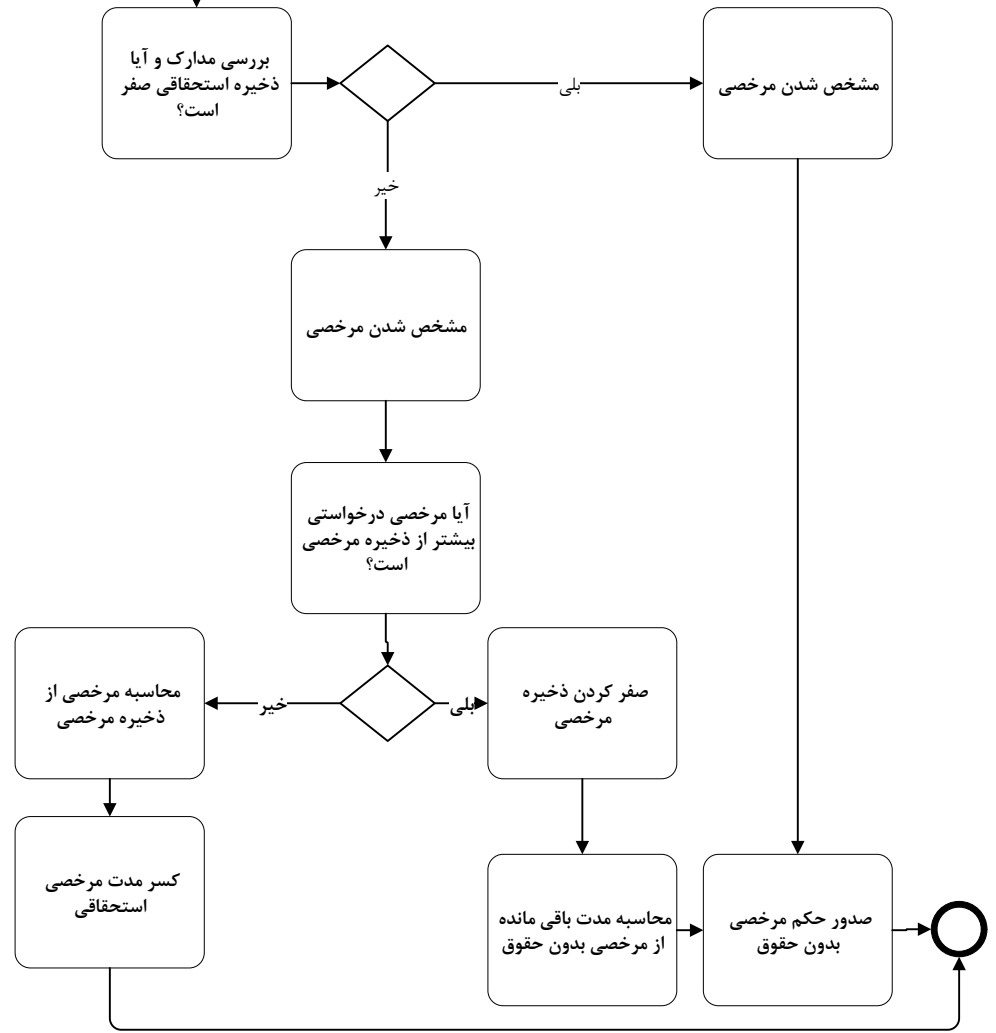 بررسی مدارک و آیا
ذخیره استحقاقی صفر
است؟
بلی
مشخص شدن مرخصی
خیر
مشخص شدن مرخصی
آیا مرخصی درخواستی
بیشتر از ذخیره مرخصی
است؟
محاسبه مرخصی از
ذخیره مرخصی
خیر
بلی
صفر کردن ذخیره
مرخصی
کسر مدت مرخصی
استحقاقی
محاسبه مدت باقی مانده
از مرخصی بدون حقوق
صدور حکم مرخصی
بدون حقوق